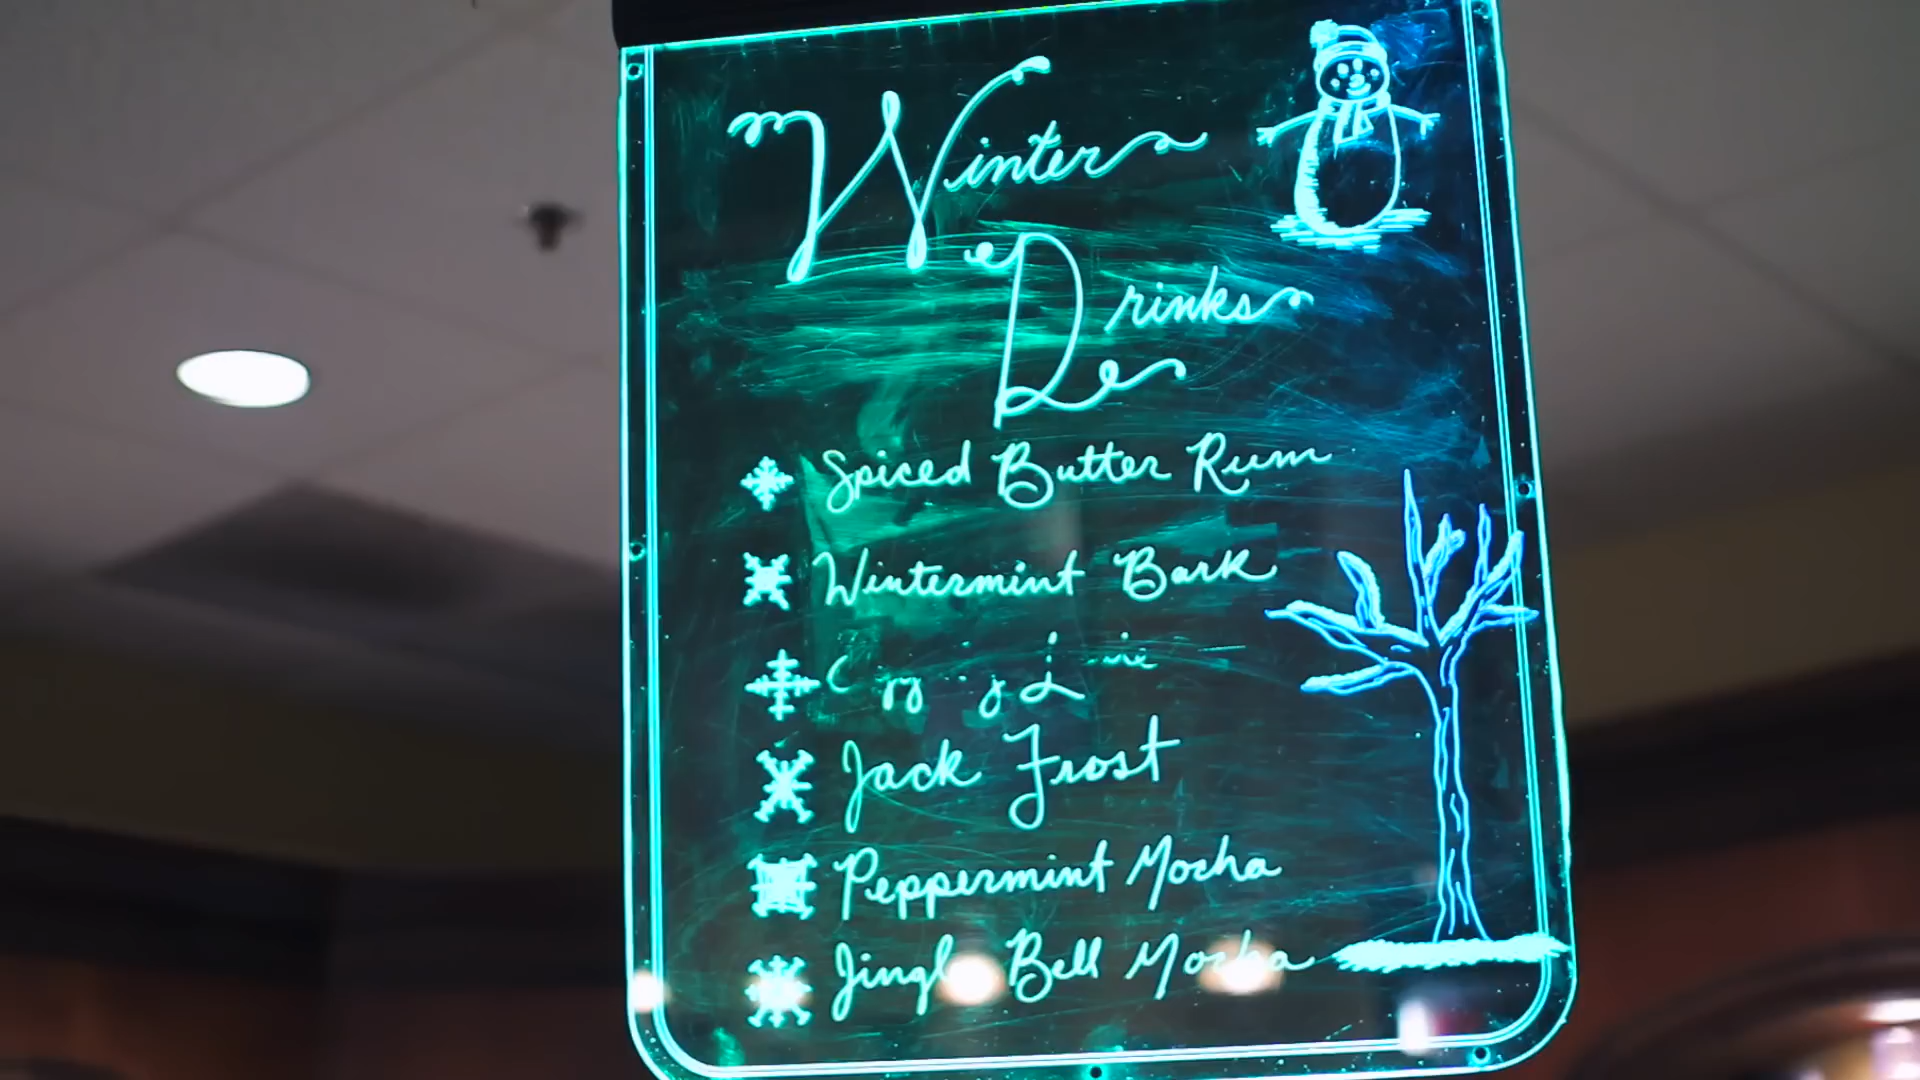 Winter
Drinks
Spiced Butter Rum
Wintermint Bark
Jack Frost
Peppermint Mocha
Jingle Bell Mocha